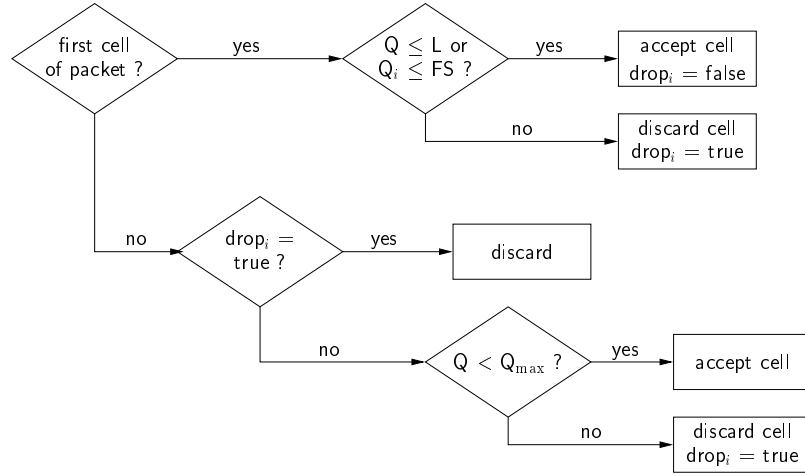 first cell
of packet ?
yes
Q ≤ L or
Qᵢ ≤ FS ?
yes
accept cell
dropᵢ = false
no
discard cell
dropᵢ = true
no
dropᵢ =
true ?
yes
discard
no
Q < Qₘₐₓ ?
yes
accept cell
no
discard cell
dropᵢ = true